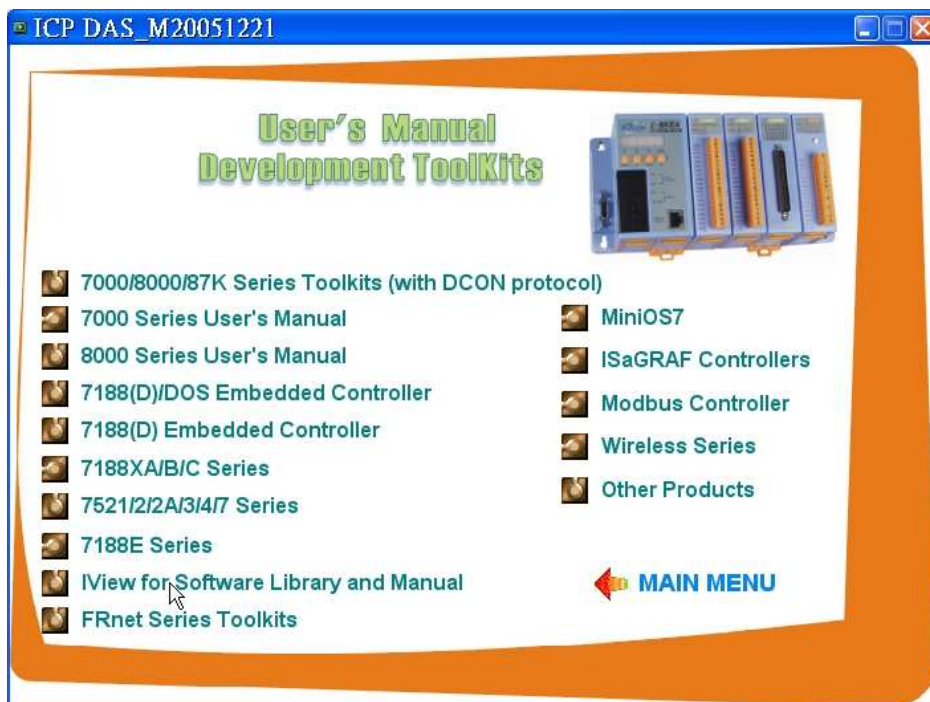 ICP DAS_M20051221
User's Manual
Development ToolKits
7000/8000/87K Series Toolkits (with DCON protocol)
7000 Series User's Manual
8000 Series User's Manual
7188(D)/DOS Embedded Controller
7188(D) Embedded Controller
7188XA/B/C Series
7521/2/2A/3/4/7 Series
7188E Series
IView for Software Library and Manual
FRnet Series Toolkits
MiniOS7
ISaGRAF Controllers
Modbus Controller
Wireless Series
Other Products
MAIN MENU